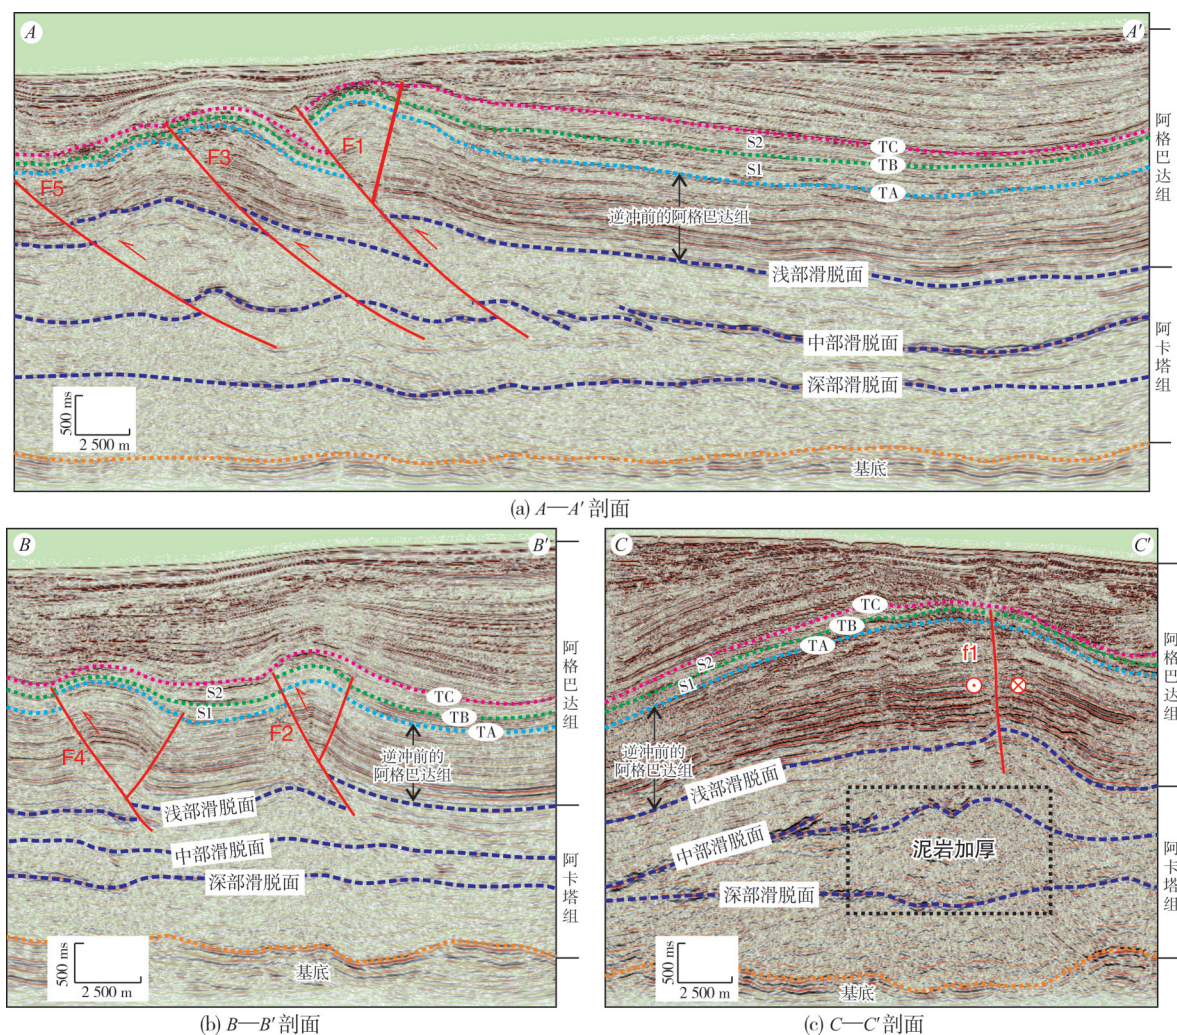 A
A′
F1
F3
F5
S2
S1
TC
TB
TA
逆冲前的阿格巴达组
浅部滑脱面
中部滑脱面
深部滑脱面
基底
500 ms
2 500 m
阿格巴达组
阿卡塔组
(a) A—A′ 剖面
B
B′
F4
F2
S2
S1
TC
TB
TA
逆冲前的
阿格巴达组
浅部滑脱面
中部滑脱面
深部滑脱面
基底
500 ms
2 500 m
阿格巴达组
阿卡塔组
(b) B—B′ 剖面
C
C′
TC
TB
TA
S2
S1
f1
逆冲前的
阿格巴达组
浅部滑脱面
中部滑脱面
泥岩加厚
深部滑脱面
基底
500 ms
2 500 m
阿格巴达组
阿卡塔组
(c) C—C′ 剖面